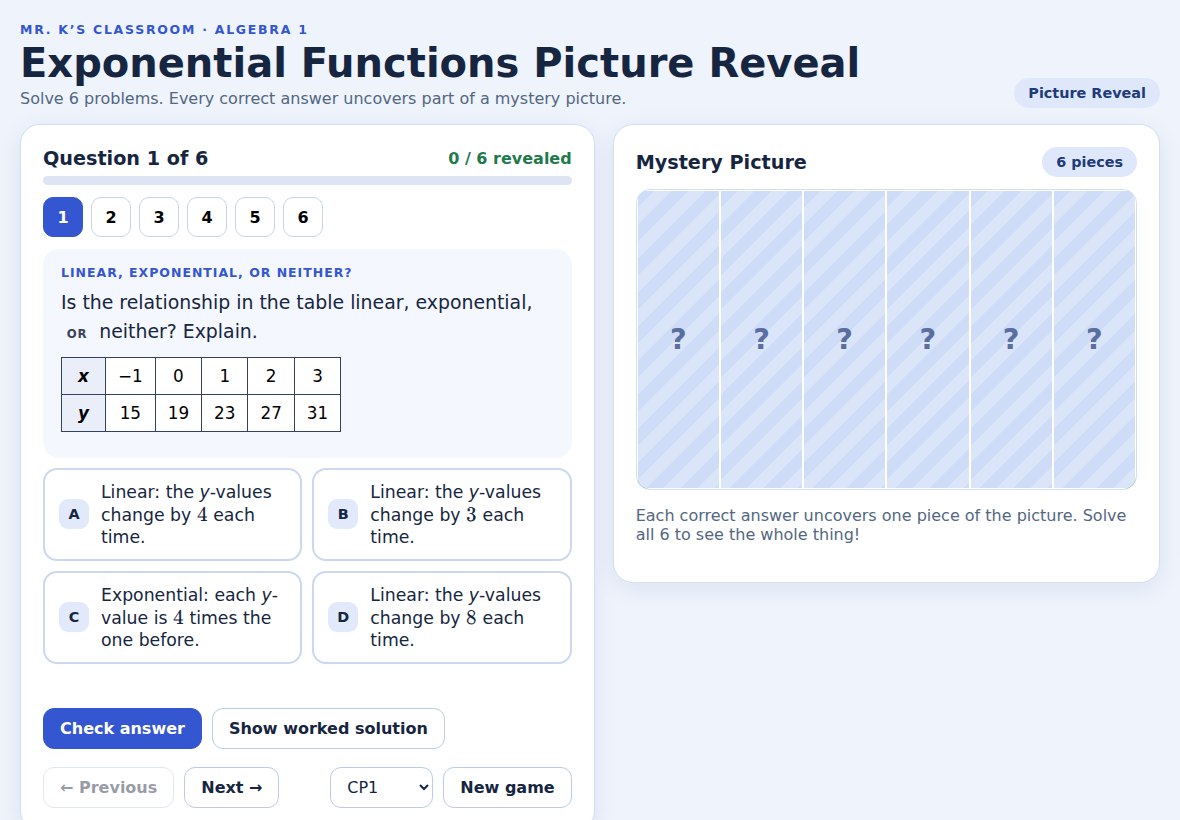 MR. K’S CLASSROOM · ALGEBRA 1
Exponential Functions Picture Reveal
Solve 6 problems. Every correct answer uncovers part of a mystery picture.
Picture Reveal
Question 1 of 6
0 / 6 revealed
1 2 3 4 5 6
LINEAR, EXPONENTIAL, OR NEITHER?
Is the relationship in the table linear, exponential,
OR neither? Explain.
x −1 0 1 2 3
y 15 19 23 27 31
A
Linear: the y-values
change by 4 each
time.
B
Linear: the y-values
change by 3 each
time.
C
Exponential: each y-
value is 4 times the
one before.
D
Linear: the y-values
change by 8 each
time.
Check answer
Show worked solution
← Previous
Next →
CP1
New game
Mystery Picture
6 pieces
? ? ? ? ? ?
Each correct answer uncovers one piece of the picture. Solve
all 6 to see the whole thing!